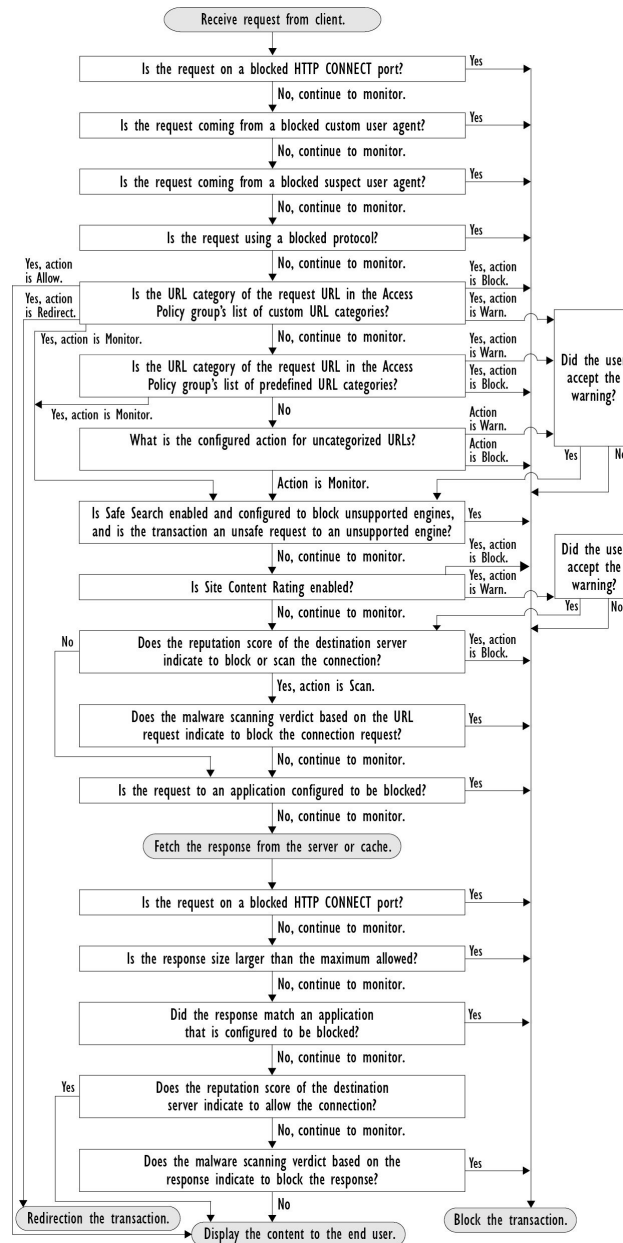 Receive request from client.
Is the request on a blocked HTTP CONNECT port?
Yes
No, continue to monitor.
Is the request coming from a blocked custom user agent?
Yes
No, continue to monitor.
Is the request coming from a blocked suspect user agent?
Yes
No, continue to monitor.
Is the request using a blocked protocol?
Yes
No, continue to monitor.
Yes, action
is Allow.
Yes, action
is Redirect.
Yes, action is Monitor.
Is the URL category of the request URL in the Access
Policy group's list of custom URL categories?
Yes, action
is Block.
Yes, action
is Warn.
No, continue to monitor.
Is the URL category of the request URL in the Access
Policy group's list of predefined URL categories?
Yes, action
is Warn.
Yes, action
is Block.
Yes, action is Monitor.
No
Did the user
accept the
warning?
Yes
No
What is the configured action for uncategorized URLs?
Action
is Warn.
Action
is Block.
Action is Monitor.
Is Safe Search enabled and configured to block unsupported engines,
and is the transaction an unsafe request to an unsupported engine?
Yes
No, continue to monitor.
Is Site Content Rating enabled?
Yes, action
is Block.
Yes, action
is Warn.
Did the user
accept the
warning?
Yes
No
No, continue to monitor.
No
Does the reputation score of the destination server
indicate to block or scan the connection?
Yes, action
is Block.
Yes, action is Scan.
Does the malware scanning verdict based on the URL
request indicate to block the connection request?
Yes
No, continue to monitor.
Is the request to an application configured to be blocked?
Yes
No, continue to monitor.
Fetch the response from the server or cache.
Is the request on a blocked HTTP CONNECT port?
Yes
No, continue to monitor.
Is the response size larger than the maximum allowed?
Yes
No, continue to monitor.
Did the response match an application
that is configured to be blocked?
Yes
No, continue to monitor.
Yes
Does the reputation score of the destination
server indicate to allow the connection?
No, continue to monitor.
Does the malware scanning verdict based on the
response indicate to block the response?
Yes
No
Redirection the transaction.
Display the content to the end user.
Block the transaction.